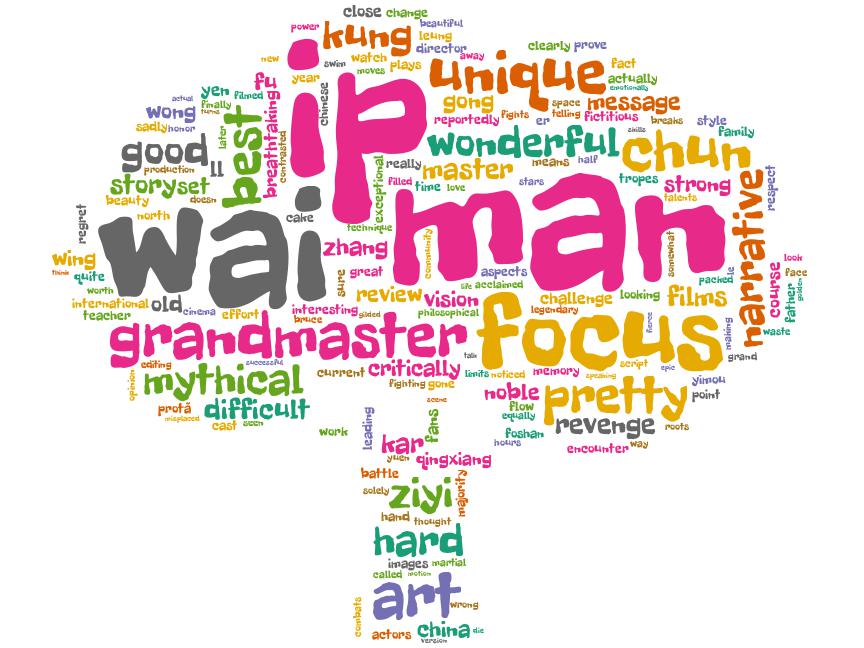 close change
power kung beautiful
leung
director clearly prove
new swim watch away
moves plays unique fact
year actually
emotionally
yen fu ip
actual finally filmed chinese gong space message
wong turns reportedly fights telling fictitious breaks style
sadly honor best breathtaking er skills family
later wonderful
good ll contrasted really means half chun
production exceptional master tropes strong respect
storyset filled time love stars talents
beauty doesn man narrative
north wai cake technique
regret zhang community somewhat
wing look
think quite sure great aspects packed course face
worth life acclaimed father golden
international old review vision challenge looking films
teacher cinema effort interesting gilded philosophical legendary waste
bruce fierce making
grandmaster focus
talk grand
editing successful current critically limits noticed memory speaking script epic yimou
mythical fighting gone noble pretty point
opinion scene
protã difficult flow
misplaced equally revenge roots
cast seen
work leading kar fans foshan
hours encounter way
yuen qingxiang
battle
solely ziyi majority
hand thought
hard
images martial
called motion
art wrong
combats
actors china die
version